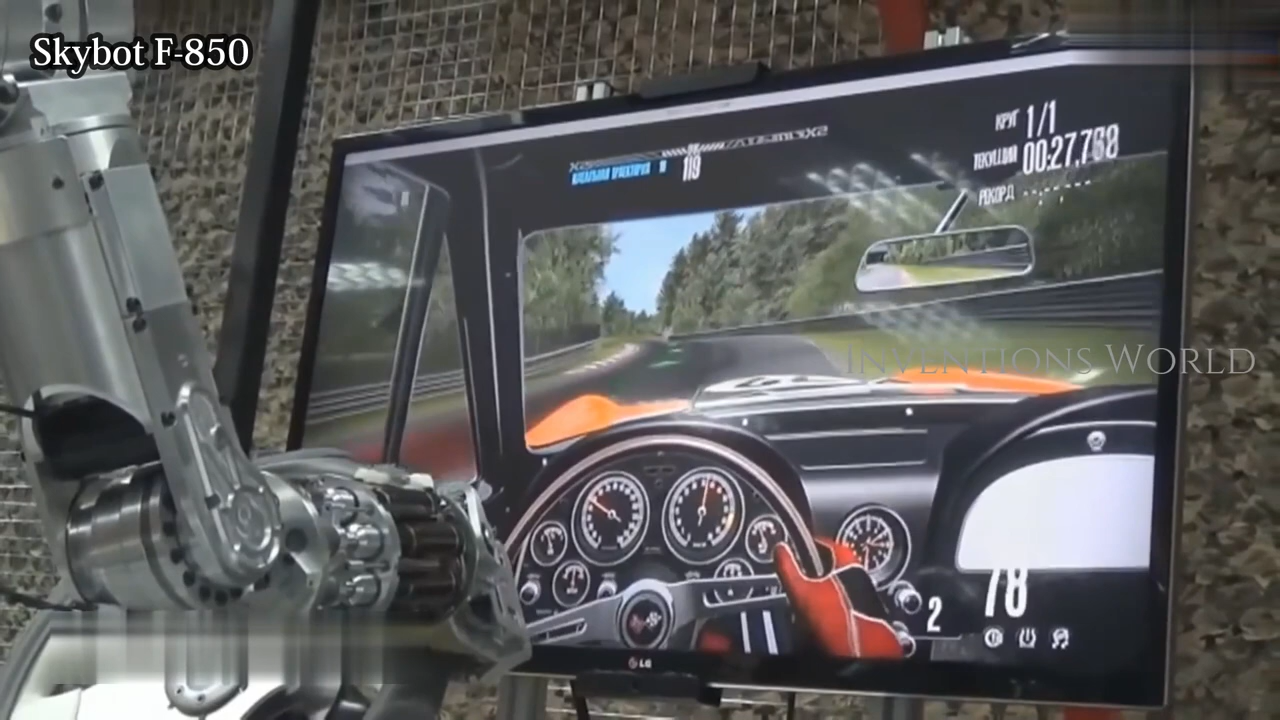 Skybot F-850
КРУГ 1/1
ТЕКУЩИЙ 00:27,768
РЕКОРД --:--,---
119
INVENTIONS WORLD
2
78
LG